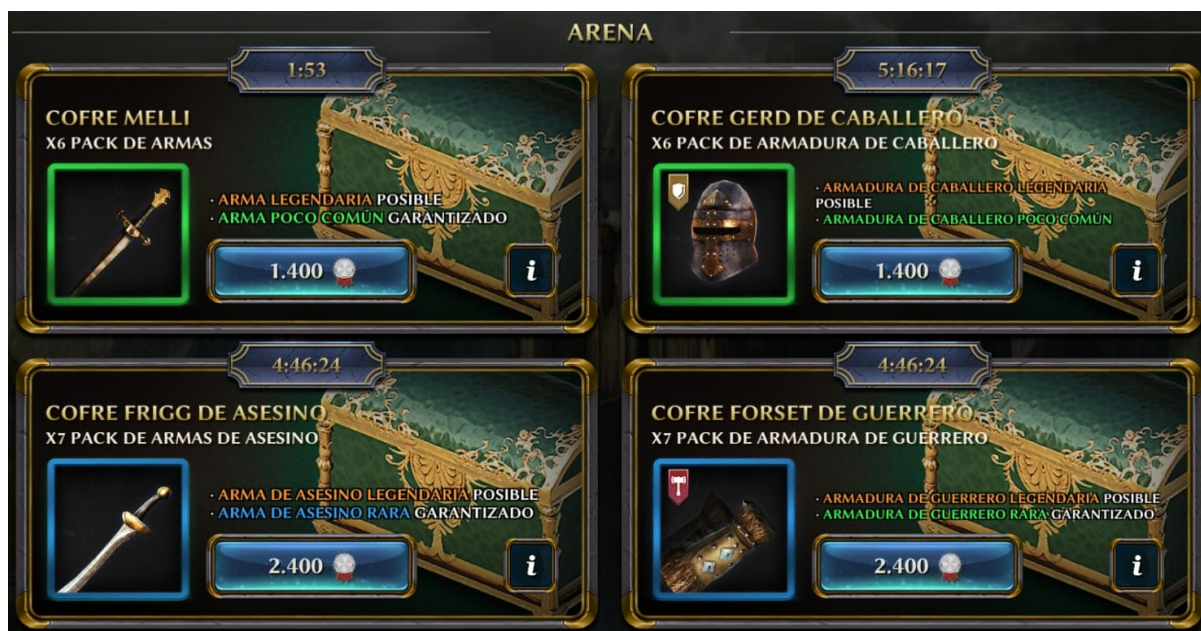 ARENA
1:53
COFRE MELLI
X6 PACK DE ARMAS
· ARMA LEGENDARIA POSIBLE
· ARMA POCO COMÚN GARANTIZADO
1.400
i
5:16:17
COFRE GERD DE CABALLERO
X6 PACK DE ARMADURA DE CABALLERO
· ARMADURA DE CABALLERO LEGENDARIA
POSIBLE
· ARMADURA DE CABALLERO POCO COMÚN
1.400
i
4:46:24
COFRE FRIGG DE ASESINO
X7 PACK DE ARMAS DE ASESINO
· ARMA DE ASESINO LEGENDARIA POSIBLE
· ARMA DE ASESINO RARA GARANTIZADO
2.400
i
4:46:24
COFRE FORSET DE GUERRERO
X7 PACK DE ARMADURA DE GUERRERO
· ARMADURA DE GUERRERO LEGENDARIA POSIBLE
· ARMADURA DE GUERRERO RARA GARANTIZADO
2.400
i